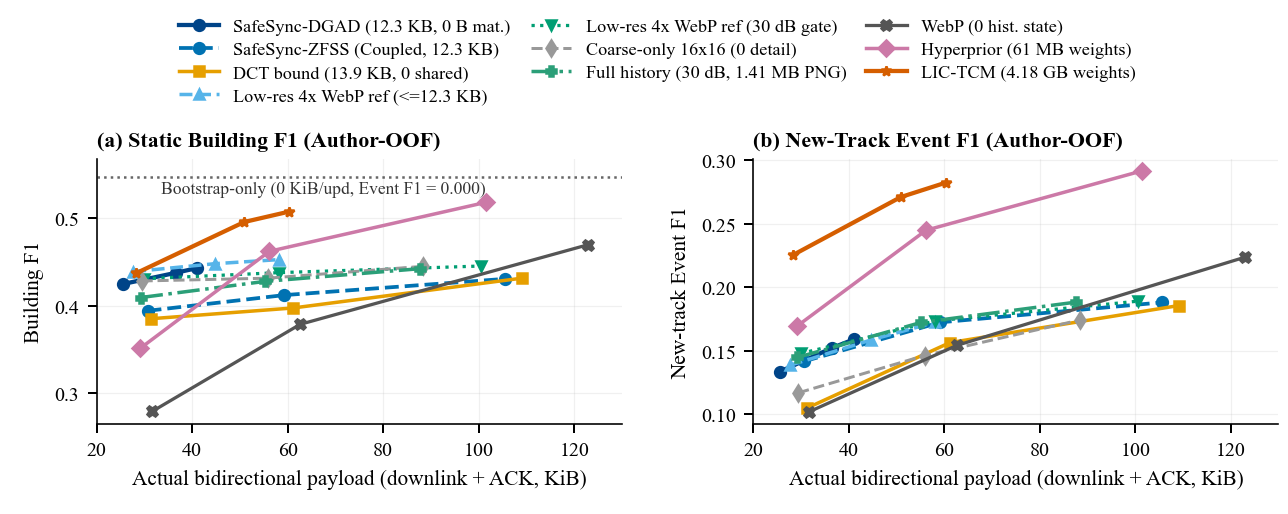 SafeSync-DGAD (12.3 KB, 0 B mat.)
SafeSync-ZFSS (Coupled, 12.3 KB)
DCT bound (13.9 KB, 0 shared)
Low-res 4x WebP ref (<=12.3 KB)
Low-res 4x WebP ref (30 dB gate)
Coarse-only 16x16 (0 detail)
Full history (30 dB, 1.41 MB PNG)
WebP (0 hist. state)
Hyperprior (61 MB weights)
LIC-TCM (4.18 GB weights)
(a) Static Building F1 (Author-OOF)
Bootstrap-only (0 KiB/upd, Event F1 = 0.000)
Building F1
0.5
0.4
0.3
20 40 60 80 100 120
Actual bidirectional payload (downlink + ACK, KiB)
(b) New-Track Event F1 (Author-OOF)
New-track Event F1
0.30
0.25
0.20
0.15
0.10
20 40 60 80 100 120
Actual bidirectional payload (downlink + ACK, KiB)